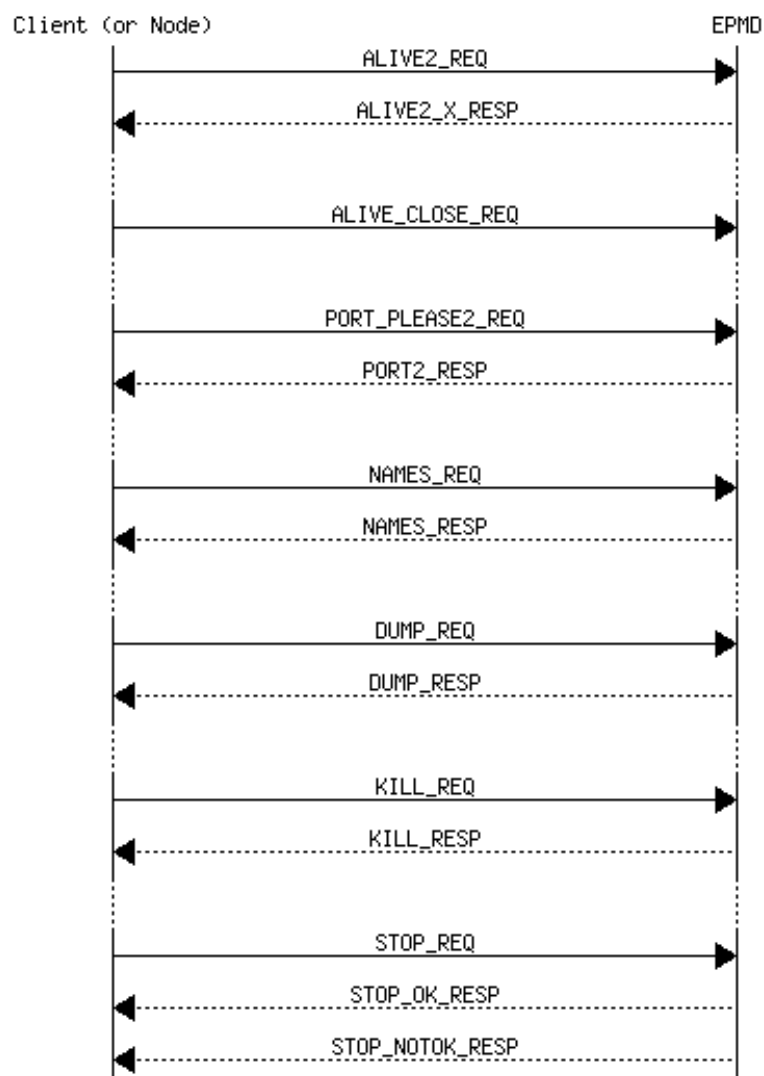 Client (or Node) EPMD
ALIVE2_REQ
ALIVE2_X_RESP
ALIVE_CLOSE_REQ
PORT_PLEASE2_REQ
PORT2_RESP
NAMES_REQ
NAMES_RESP
DUMP_REQ
DUMP_RESP
KILL_REQ
KILL_RESP
STOP_REQ
STOP_OK_RESP
STOP_NOTOK_RESP